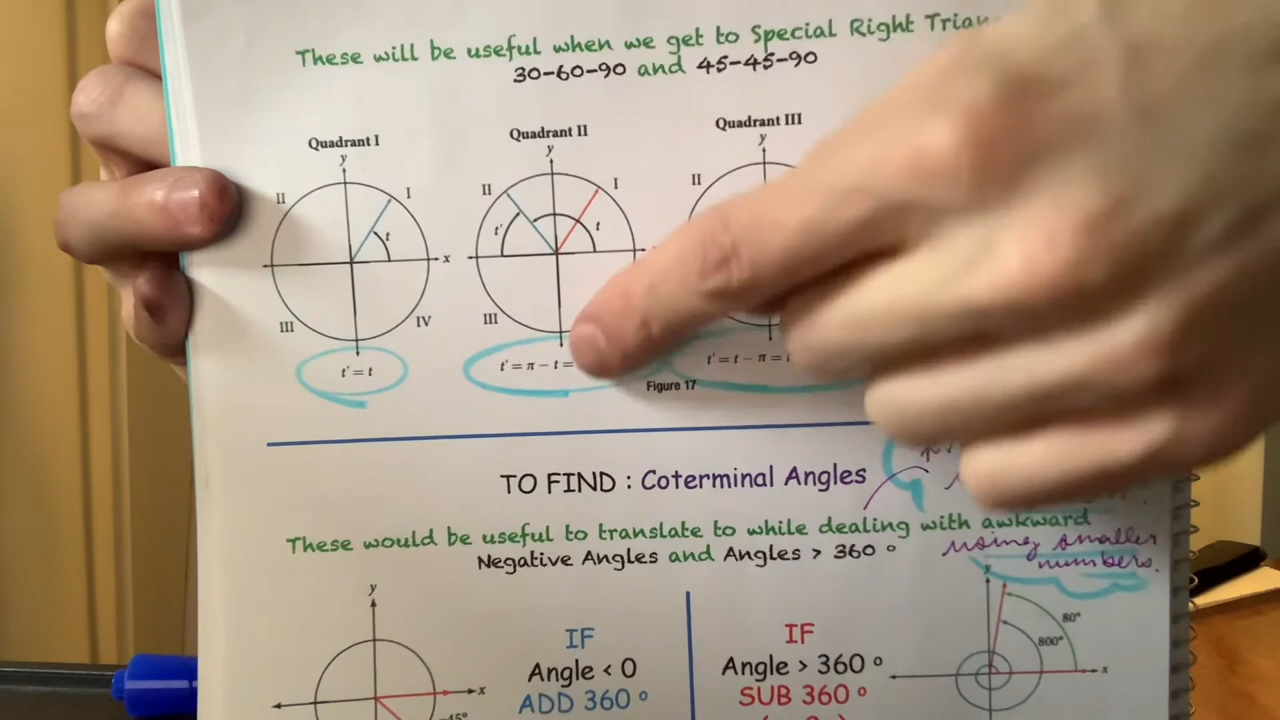 These will be useful when we get to Special Right
30-60-90 and 45-45-90
Quadrant I
Quadrant II
Quadrant III
y
y
y
II
I
II
I
II
t
t'
t
x
III
IV
III
t' = t
t' = π − t =
t' = t − π =
Figure 17
TO FIND : Coterminal Angles
These would be useful to translate to while dealing with awkward
Negative Angles and Angles > 360 °
using smaller
numbers.
y
y
IF
Angle < 0
ADD 360 °
IF
Angle > 360 °
SUB 360 °
80°
800°
x
x
45°